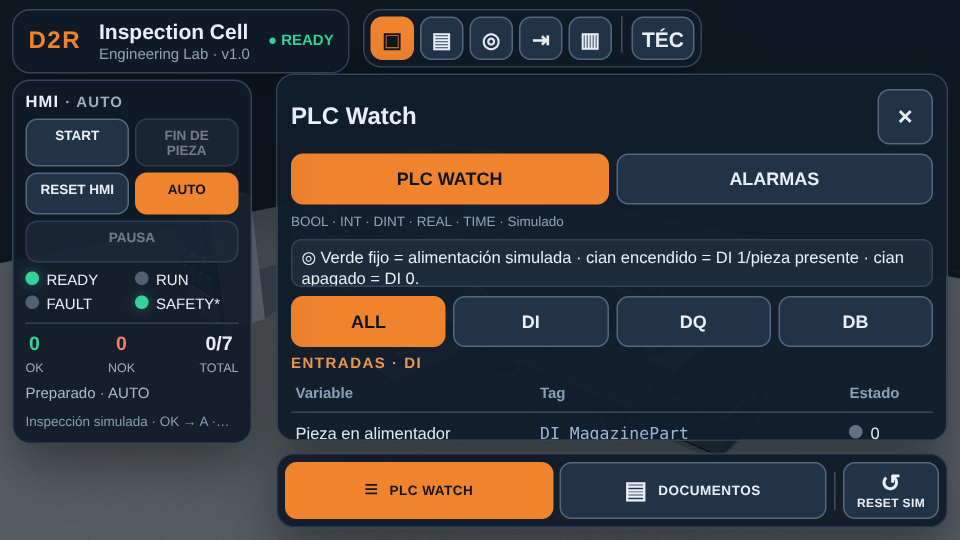 D2R
Inspection Cell
Engineering Lab · v1.0
● READY
TÉC
HMI · AUTO
START
FIN DE
PIEZA
RESET HMI
AUTO
PAUSA
READY
RUN
FAULT
SAFETY*
0
0
0/7
OK
NOK
TOTAL
Preparado · AUTO
Inspección simulada · OK → A ·…
PLC Watch
×
PLC WATCH
ALARMAS
BOOL · INT · DINT · REAL · TIME · Simulado
◎ Verde fijo = alimentación simulada · cian encendido = DI 1/pieza presente · cian
apagado = DI 0.
ALL
DI
DQ
DB
ENTRADAS · DI
Variable
Tag
Estado
Pieza en alimentador
DI_MagazinePart
0
≡ PLC WATCH
DOCUMENTOS
↺
RESET SIM